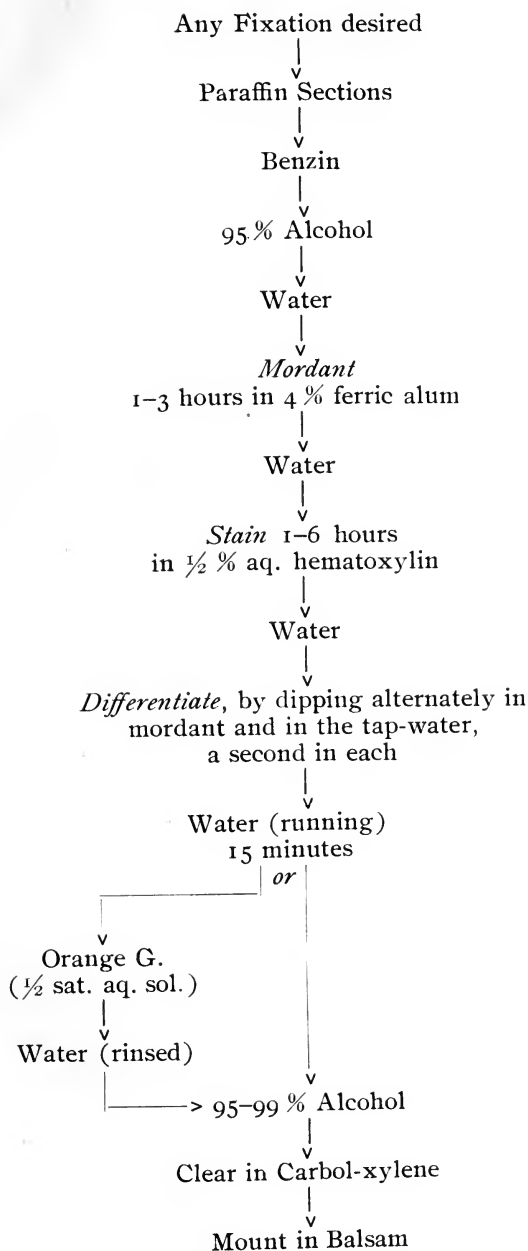 Any Fixation desired
Paraffin Sections
Benzin
95 % Alcohol
Water
Mordant
1–3 hours in 4 % ferric alum
Water
Stain 1–6 hours
in ½ % aq. hematoxylin
Water
Differentiate, by dipping alternately in
mordant and in the tap-water,
a second in each
Water (running)
15 minutes
or
Orange G.
(½ sat. aq. sol.)
Water (rinsed)
95–99 % Alcohol
Clear in Carbol-xylene
Mount in Balsam